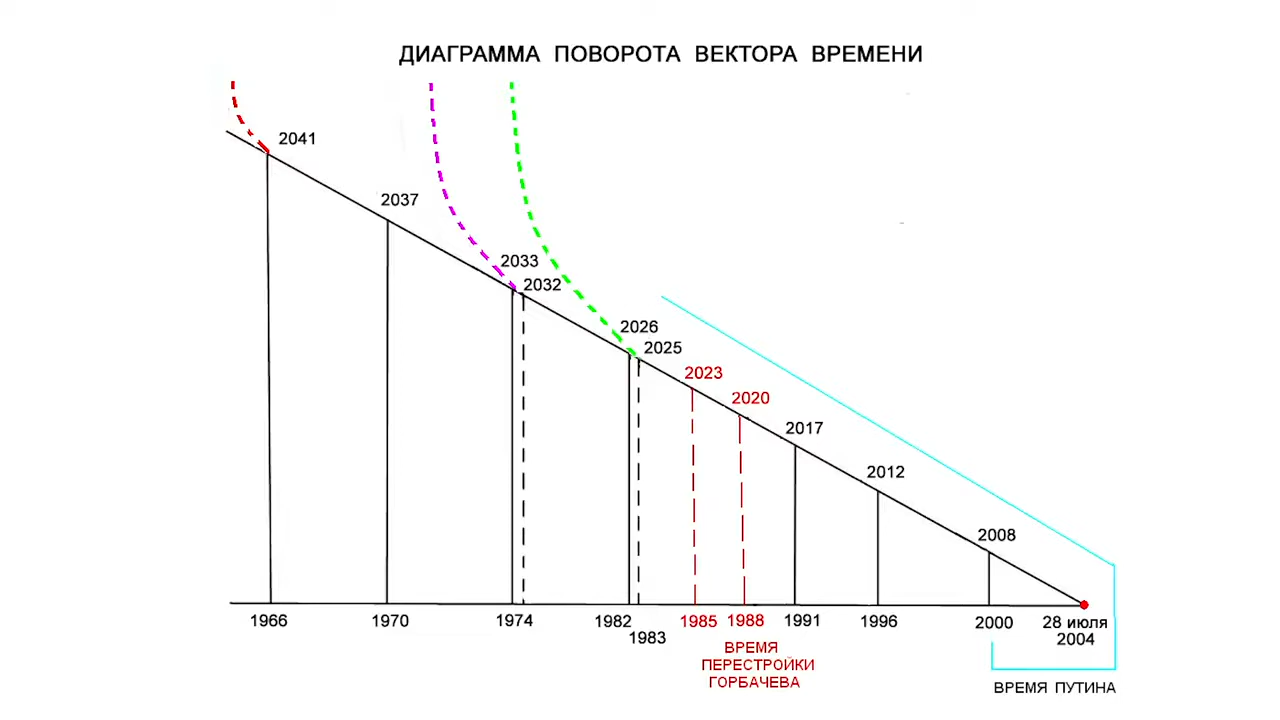 ДИАГРАММА ПОВОРОТА ВЕКТОРА ВРЕМЕНИ
2041
2037
2033
2032
2026
2025
2023
2020
2017
2012
2008
1966 1970 1974 1982 1985 1988 1991 1996 2000 28 июля
1983 2004
ВРЕМЯ
ПЕРЕСТРОЙКИ
ГОРБАЧЕВА
ВРЕМЯ ПУТИНА